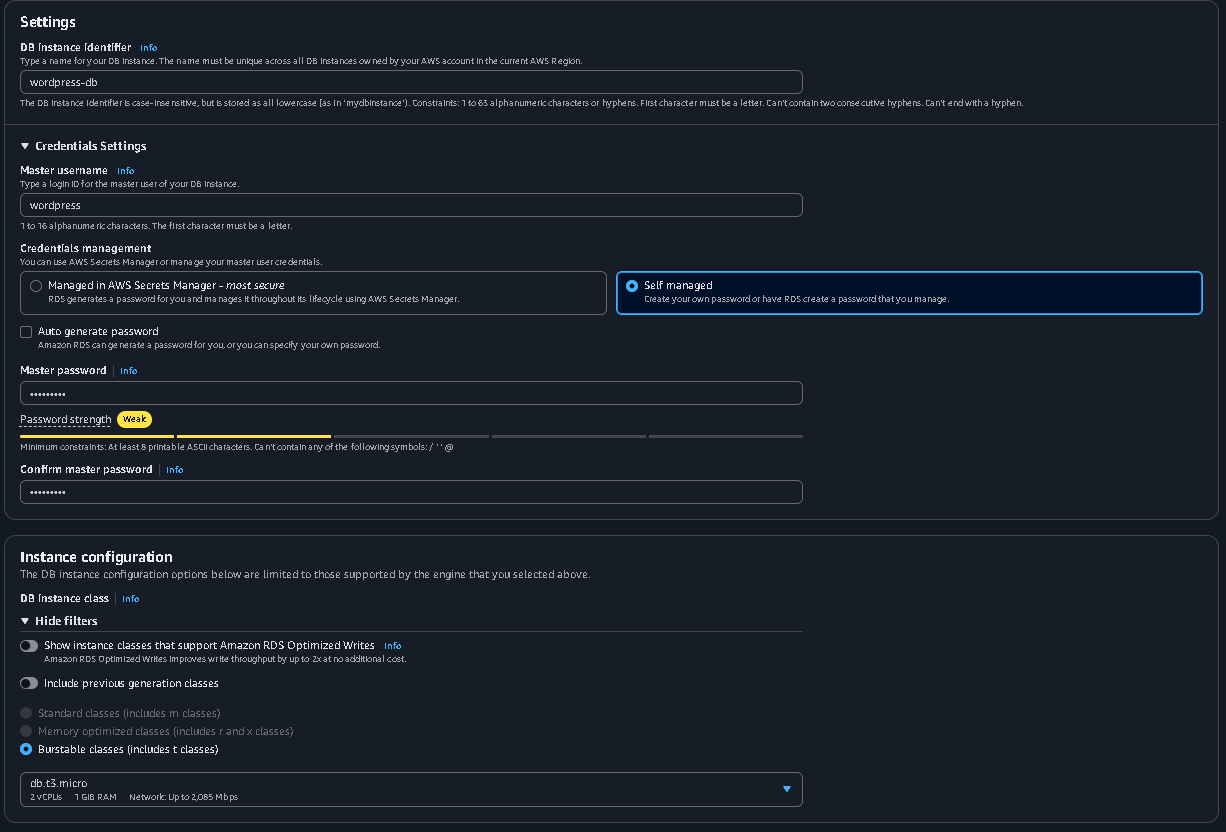 Settings
DB instance identifier Info
Type a name for your DB instance. The name must be unique across all DB instances owned by your AWS account in the current AWS Region.
wordpress-db
The DB instance identifier is case-insensitive, but is stored as all lowercase (as in "mydbinstance"). Constraints: 1 to 63 alphanumeric characters or hyphens. First character must be a letter. Can't contain two consecutive hyphens. Can't end with a hyphen.
Credentials Settings
Master username Info
Type a login ID for the master user of your DB instance.
wordpress
1 to 16 alphanumeric characters. The first character must be a letter.
Credentials management
You can use AWS Secrets Manager or manage your master user credentials.
Managed in AWS Secrets Manager - most secure
RDS generates a password for you and manages it throughout its lifecycle using AWS Secrets Manager.
Self managed
Create your own password or have RDS create a password that you manage.
Auto generate password
Amazon RDS can generate a password for you, or you can specify your own password.
Master password Info
•••••••••
Password strength Weak
Minimum constraints: At least 8 printable ASCII characters. Can't contain any of the following symbols: / ' " @
Confirm master password Info
•••••••••
Instance configuration
The DB instance configuration options below are limited to those supported by the engine that you selected above.
DB instance class Info
Hide filters
Show instance classes that support Amazon RDS Optimized Writes Info
Amazon RDS Optimized Writes improves write throughput by up to 2x at no additional cost.
Include previous generation classes
Standard classes (includes m classes)
Memory optimized classes (includes r and x classes)
Burstable classes (includes t classes)
db.t3.micro
2 vCPUs 1 GiB RAM Network: Up to 2,085 Mbps